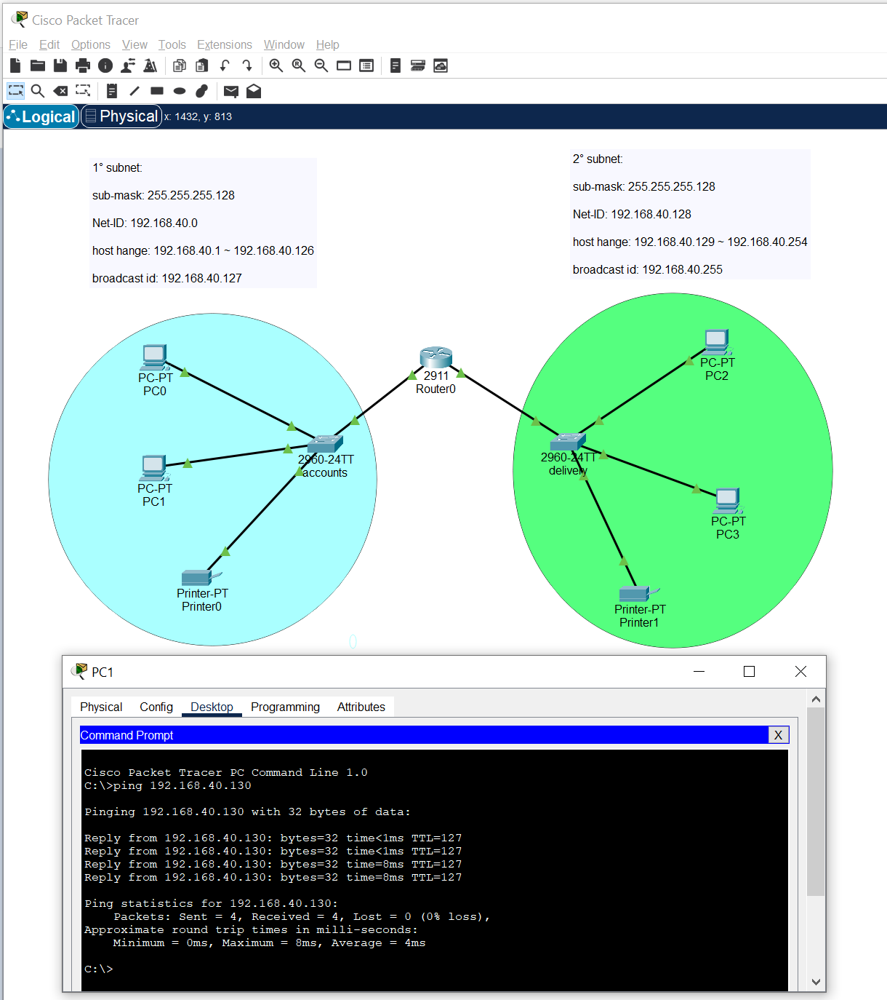 Cisco Packet Tracer
File Edit Options View Tools Extensions Window Help
Logical Physical x: 1432, y: 813
1° subnet:
sub-mask: 255.255.255.128
Net-ID: 192.168.40.0
host hange: 192.168.40.1 ~ 192.168.40.126
broadcast id: 192.168.40.127
2° subnet:
sub-mask: 255.255.255.128
Net-ID: 192.168.40.128
host hange: 192.168.40.129 ~ 192.168.40.254
broadcast id: 192.168.40.255
PC-PT
PC0
PC-PT
PC1
Printer-PT
Printer0
2960-24TT
accounts
2911
Router0
2960-24TT
delivery
PC-PT
PC2
PC-PT
PC3
Printer-PT
Printer1
PC1
Physical Config Desktop Programming Attributes
Command Prompt X
Cisco Packet Tracer PC Command Line 1.0
C:\>ping 192.168.40.130
Pinging 192.168.40.130 with 32 bytes of data:
Reply from 192.168.40.130: bytes=32 time<1ms TTL=127
Reply from 192.168.40.130: bytes=32 time<1ms TTL=127
Reply from 192.168.40.130: bytes=32 time=8ms TTL=127
Reply from 192.168.40.130: bytes=32 time=8ms TTL=127
Ping statistics for 192.168.40.130:
Packets: Sent = 4, Received = 4, Lost = 0 (0% loss),
Approximate round trip times in milli-seconds:
Minimum = 0ms, Maximum = 8ms, Average = 4ms
C:\>